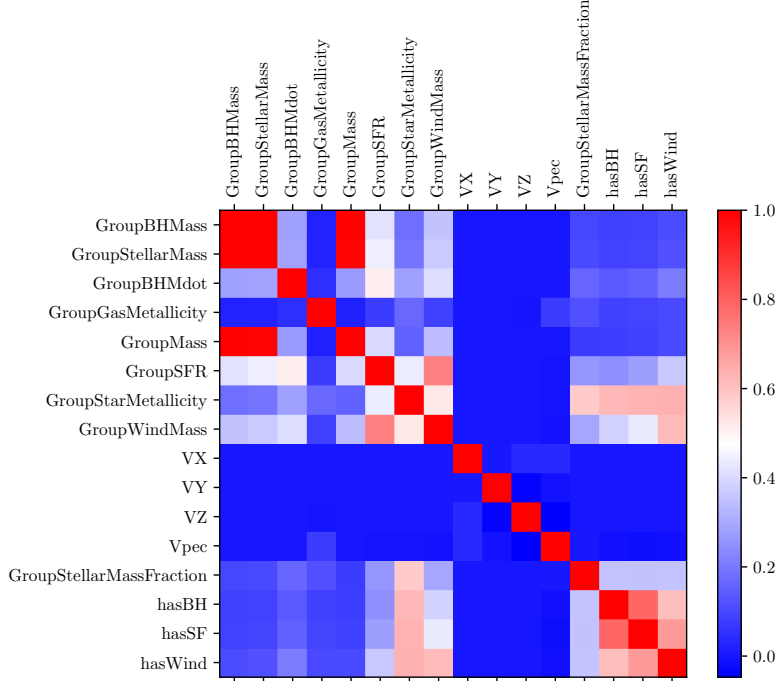 GroupBHMass
GroupStellarMass
GroupBHMdot
GroupGasMetallicity
GroupMass
GroupSFR
GroupStarMetallicity
GroupWindMass
VX
VY
VZ
Vpec
GroupStellarMassFraction
hasBH
hasSF
hasWind
GroupBHMass
GroupStellarMass
GroupBHMdot
GroupGasMetallicity
GroupMass
GroupSFR
GroupStarMetallicity
GroupWindMass
VX
VY
VZ
Vpec
GroupStellarMassFraction
hasBH
hasSF
hasWind
1.0
0.8
0.6
0.4
0.2
0.0